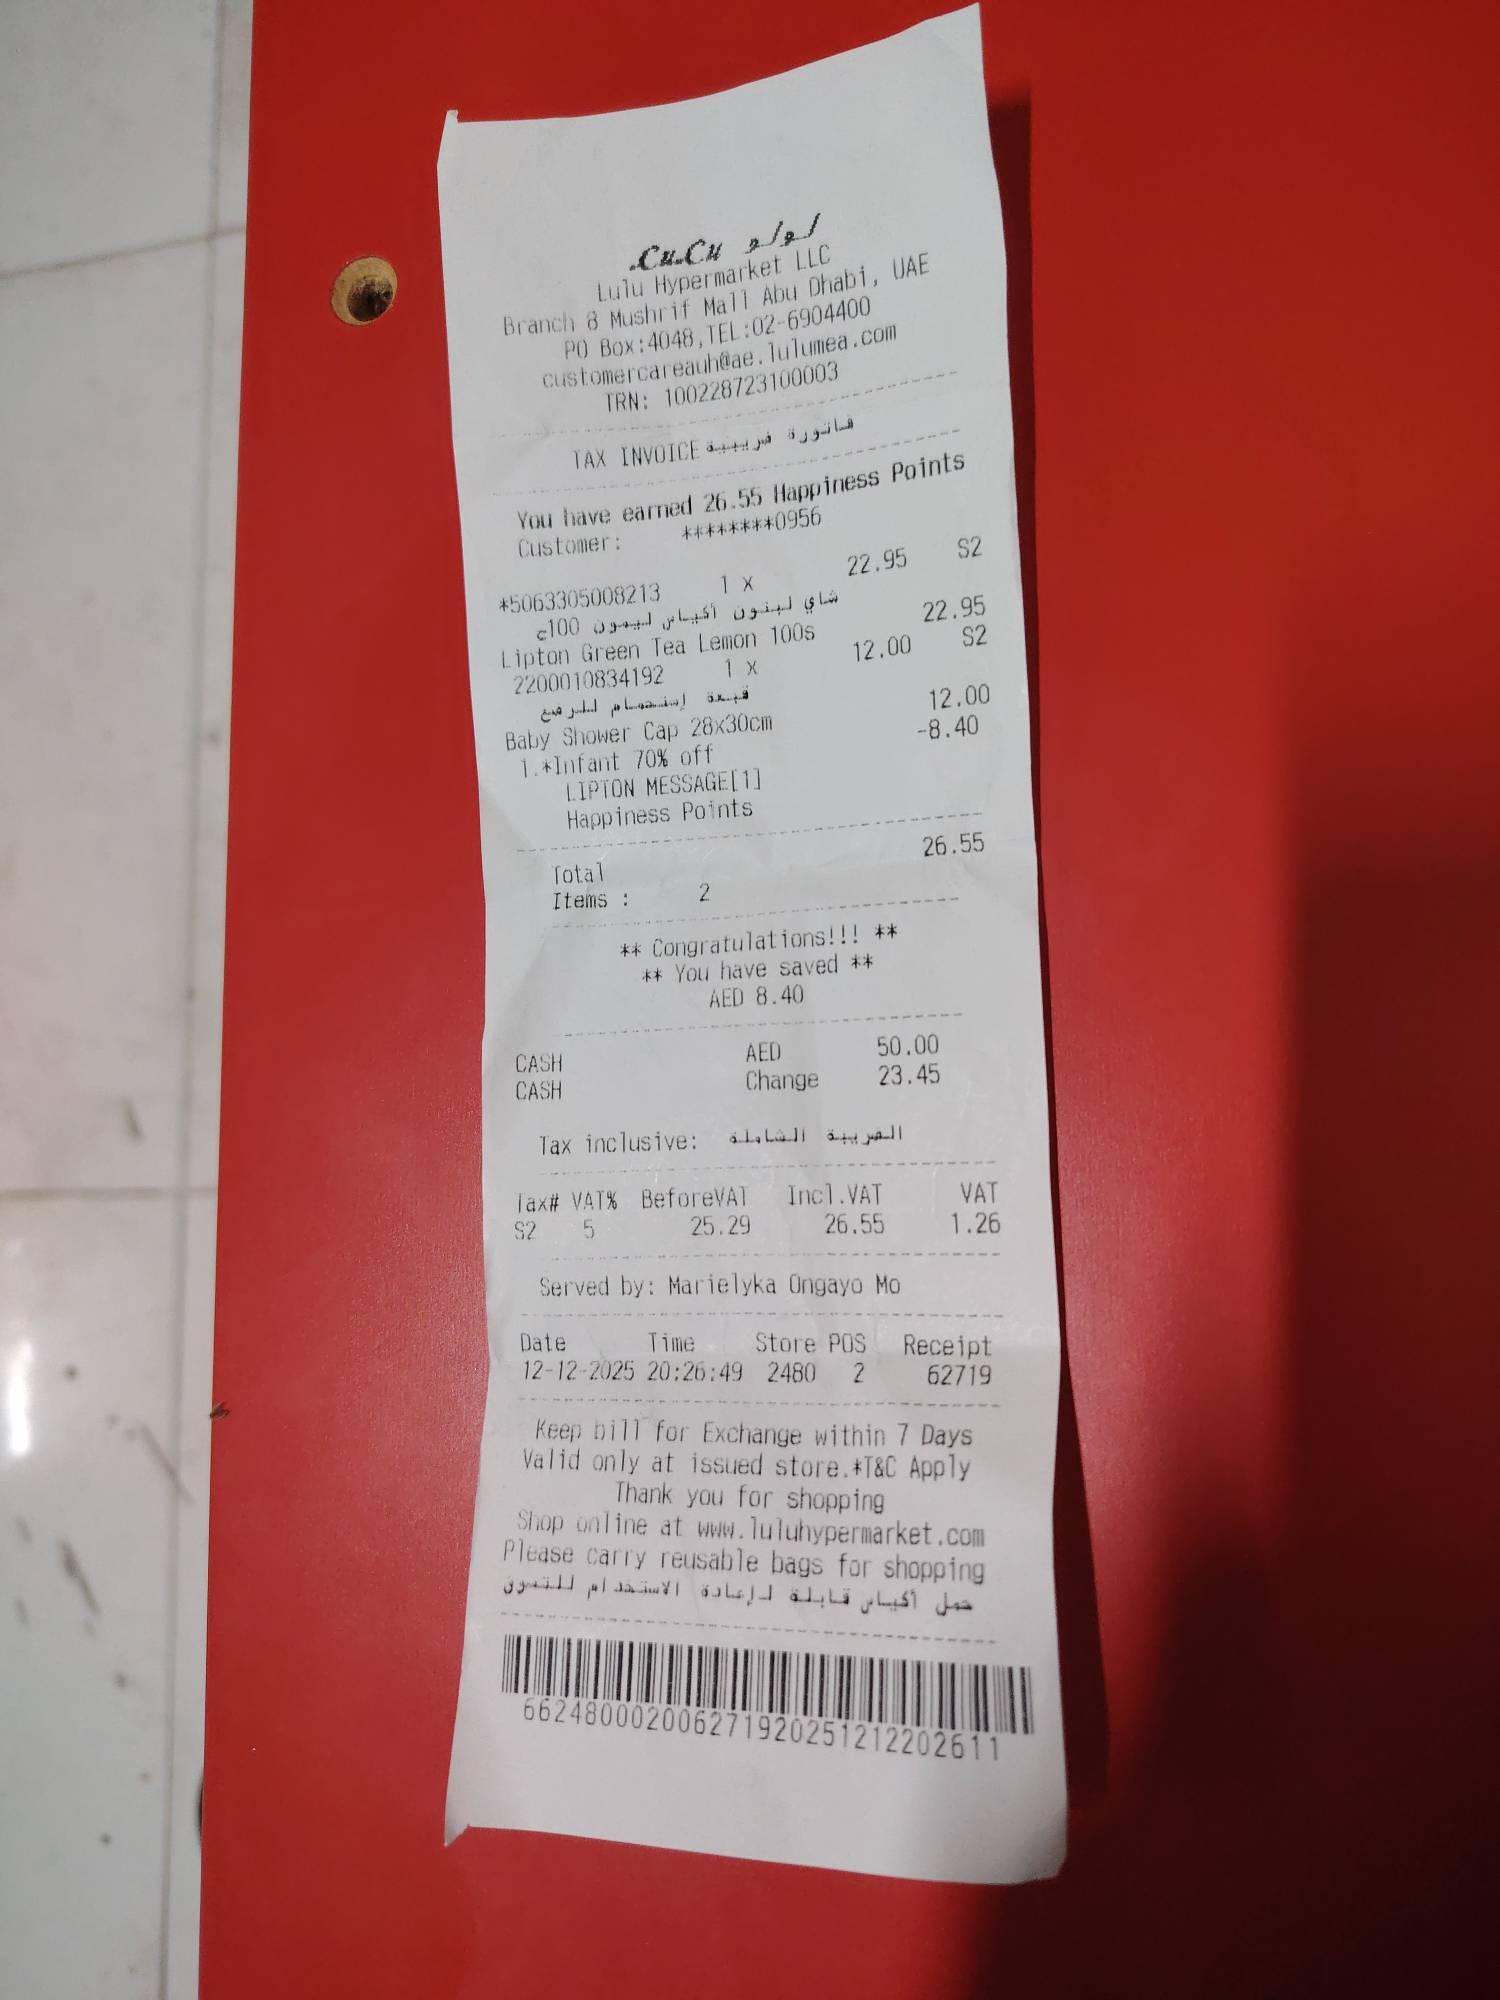 LuLu لولو
Lulu Hypermarket LLC
Branch 8 Mushrif Mall Abu Dhabi, UAE
PO Box:4048,TEL:02-6904400
customercareauh@ae.lulumea.com
TRN: 100228723100003
TAX INVOICE فاتورة ضريبية
You have earned 26.55 Happiness Points
Customer: ********0956
*5063305008213 1 x 22.95 S2
شاي لبتون أكياس ليمون 100ح
Lipton Green Tea Lemon 100s 22.95
2200010834192 1 x 12.00 S2
قبعة إستحمام للرضع
Baby Shower Cap 28x30cm 12.00
1.*Infant 70% off -8.40
LIPTON MESSAGE[1]
Happiness Points
Total 26.55
Items : 2
** Congratulations!!! **
** You have saved **
AED 8.40
CASH AED 50.00
CASH Change 23.45
Tax inclusive: الضريبة الشاملة
Tax# VAT% BeforeVAT Incl.VAT VAT
S2 5 25.29 26.55 1.26
Served by: Marielyka Ongayo Mo
Date Time Store POS Receipt
12-12-2025 20:26:49 2480 2 62719
Keep bill for Exchange within 7 Days
Valid only at issued store.*T&C Apply
Thank you for shopping
Shop online at www.luluhypermarket.com
Please carry reusable bags for shopping
حمل أكياس قابلة لإعادة الاستخدام للتسوق
662480002006271920251212202611